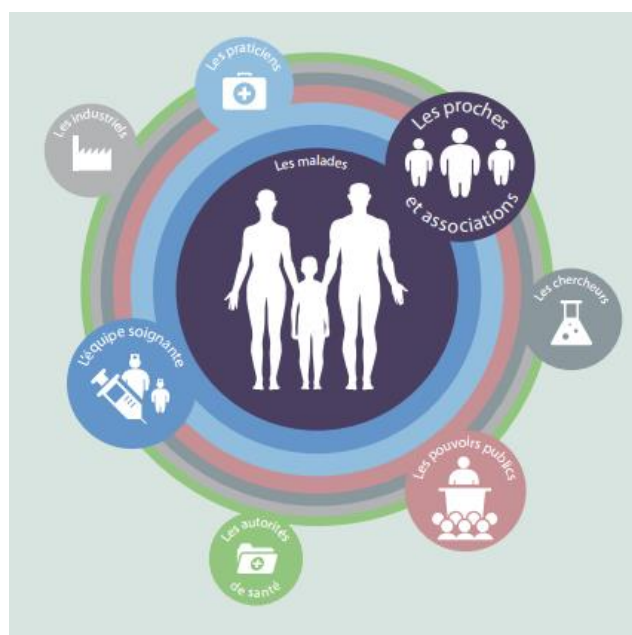 Les praticiens
Les industriels
Les proches
et associations
Les malades
Les chercheurs
L'équipe soignante
Les pouvoirs publics
Les autorités
de santé